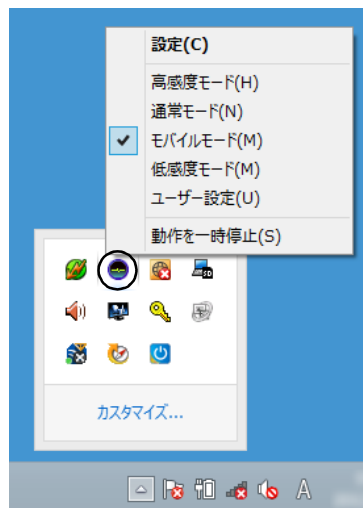 設定(C)
高感度モード(H)
通常モード(N)
モバイルモード(M)
低感度モード(M)
ユーザー設定(U)
動作を一時停止(S)
SD
カスタマイズ...
A